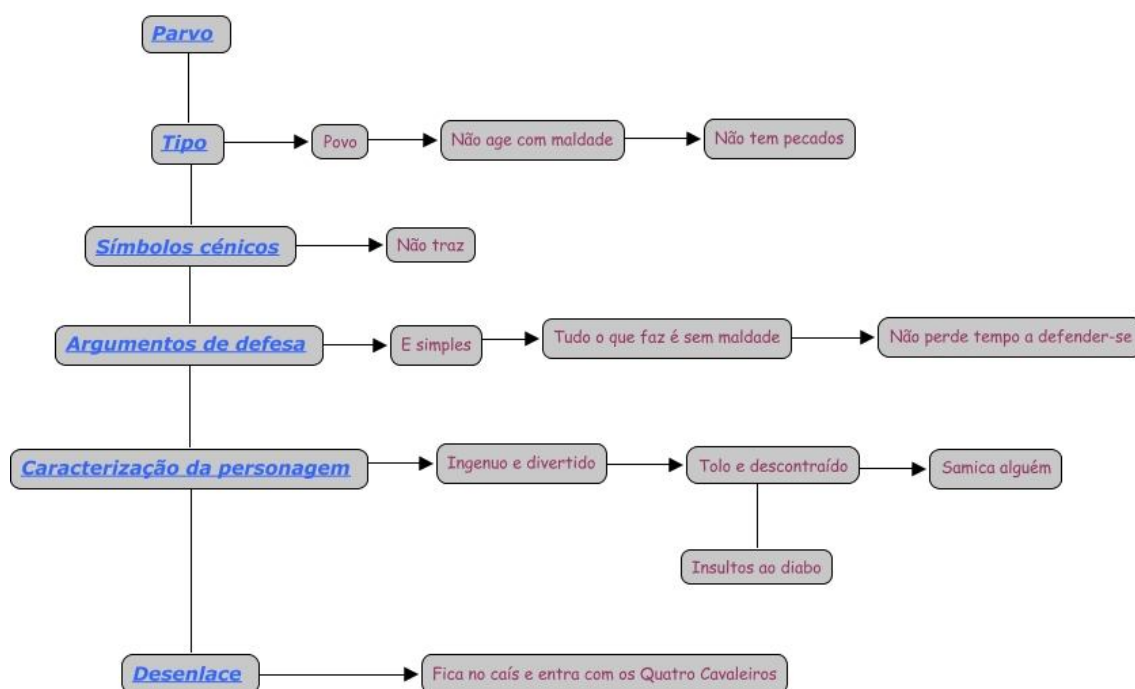 Parvo
Tipo
Povo
Não age com maldade
Não tem pecados
Símbolos cénicos
Não traz
Argumentos de defesa
E simples
Tudo o que faz é sem maldade
Não perde tempo a defender-se
Caracterização da personagem
Ingenuo e divertido
Tolo e descontraído
Samica alguém
Insultos ao diabo
Desenlace
Fica no caís e entra com os Quatro Cavaleiros